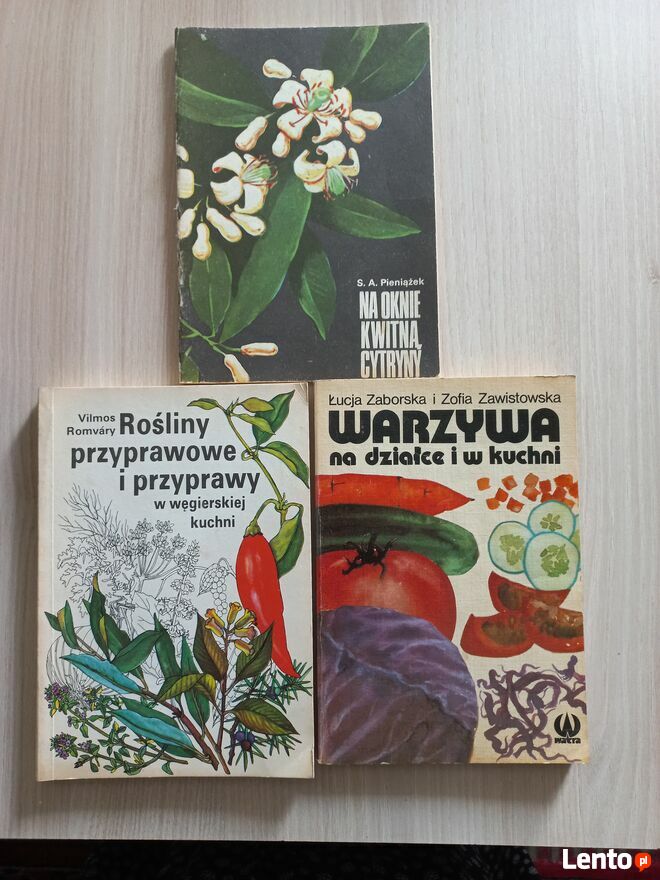 S. A. Pieniążek
NA OKNIE
KWITNĄ
CYTRYNY
Vilmos
Romváry
Rośliny
przyprawowe
i przyprawy
w węgierskiej
kuchni
Łucja Zaborska i Zofia Zawistowska
WARZYWA
na działce i w kuchni
watra
Lento.pl